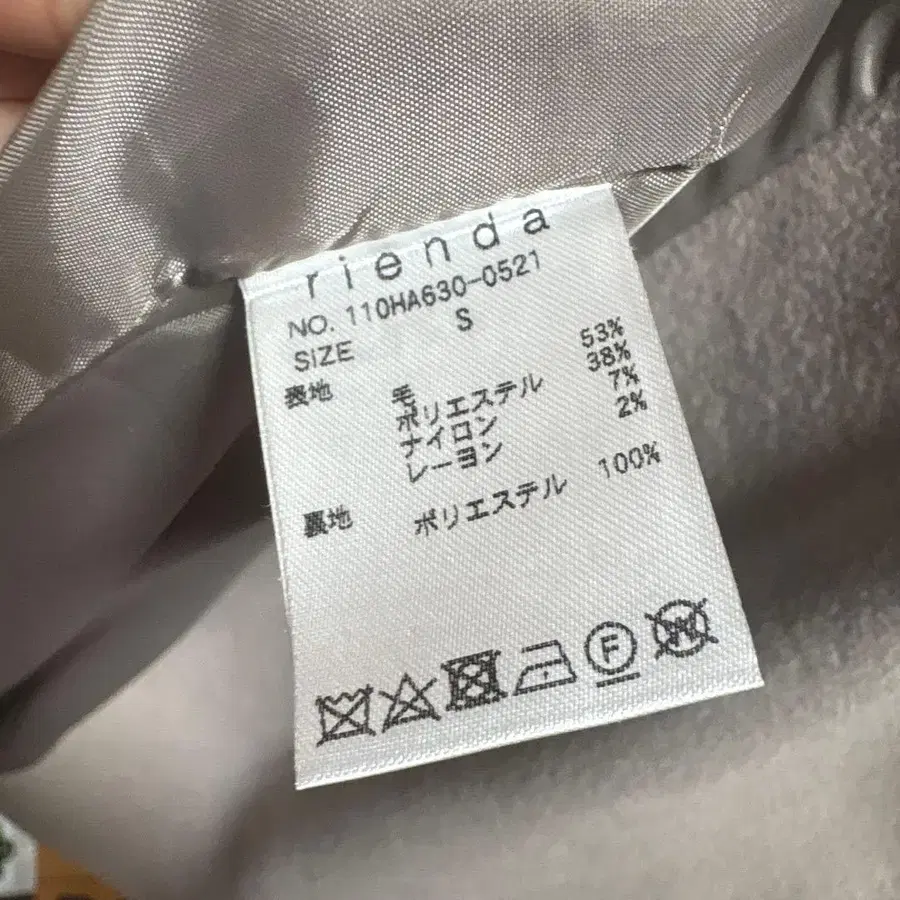 rienda
NO. 110HA630-0521
SIZE S
表地 毛 53%
ポリエステル 38%
ナイロン 7%
レーヨン 2%
裏地 ポリエステル 100%
F
W